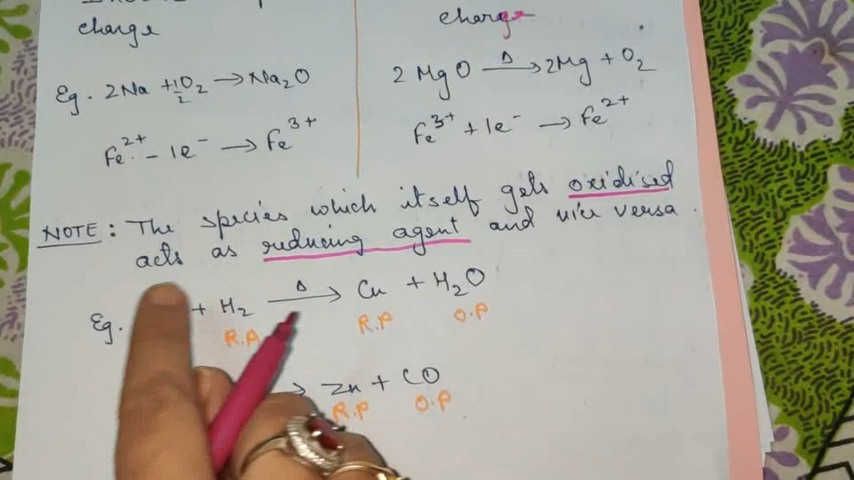 charge
charge
Eg. 2Na + 1/2 O₂ → Na₂O
2 MgO —Δ→ 2Mg + O₂
Fe²⁺ - 1e⁻ → Fe³⁺
Fe³⁺ + 1e⁻ → Fe²⁺
NOTE: The species which itself gets oxidised
acts as reducing agent and vice versa.
Eg. + H₂ —Δ→ Cu + H₂O
R.A R.P O.P
→ Zn + CO
R.P O.P